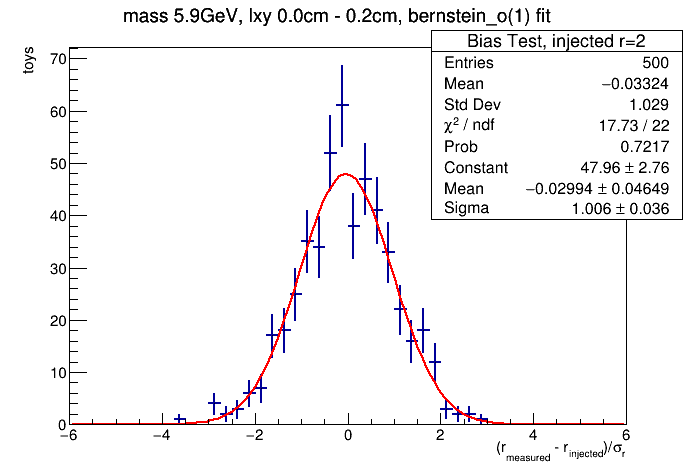 mass 5.9GeV, lxy 0.0cm - 0.2cm, bernstein_o(1) fit
Bias Test, injected r=2
Entries 500
Mean −0.03324
Std Dev 1.029
χ² / ndf 17.73 / 22
Prob 0.7217
Constant 47.96 ± 2.76
Mean −0.02994 ± 0.04649
Sigma 1.006 ± 0.036
toys
70
60
50
40
30
20
10
0
−6 −4 −2 0 2 4 6
(r_measured - r_injected)/σ_r